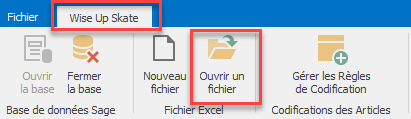 Fichier Wise Up Skate
Ouvrir la base
Fermer la base
Nouveau fichier
Ouvrir un fichier
Gérer les Règles de Codification
Base de données Sage
Fichier Excel
Codifications des Articles